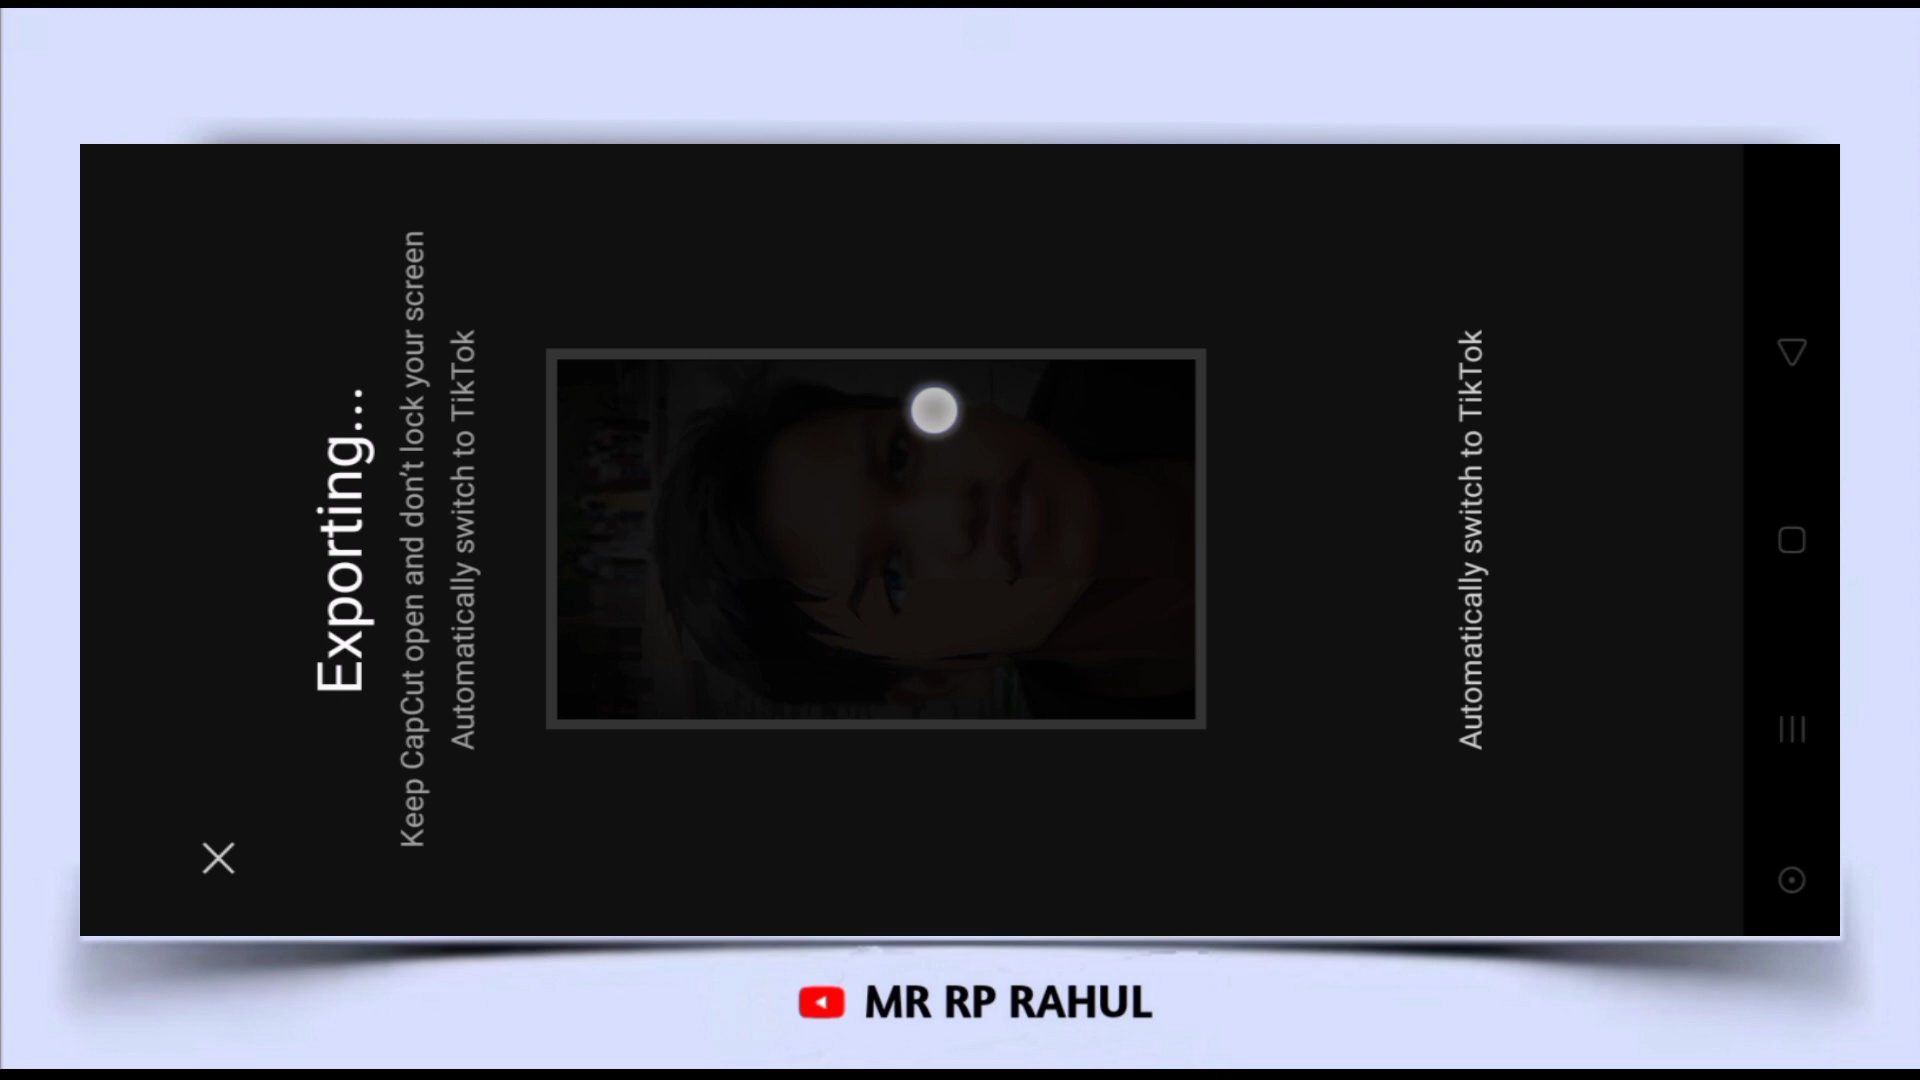 Exporting...
Keep CapCut open and don't lock your screen
Automatically switch to TikTok
Automatically switch to TikTok
MR RP RAHUL